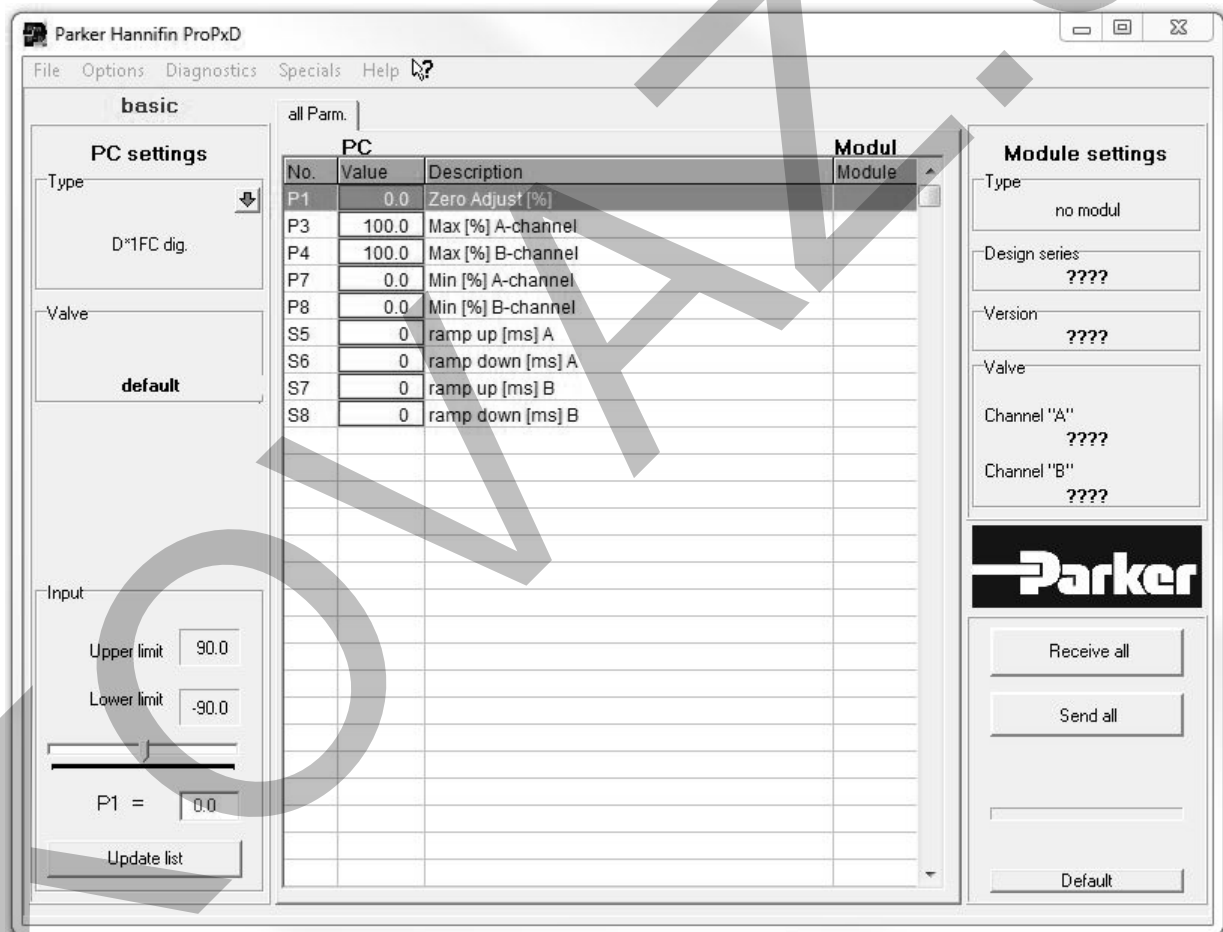 Parker Hannifin ProPxD
File Options Diagnostics Specials Help ?
basic
PC settings
Type
D*1FC dig.
Valve
default
Input
Upper limit 90.0
Lower limit -90.0
P1 = 0.0
Update list
all Parm.
PC Modul
No. Value Description Module
P1 0.0 Zero Adjust [%]
P3 100.0 Max [%] A-channel
P4 100.0 Max [%] B-channel
P7 0.0 Min [%] A-channel
P8 0.0 Min [%] B-channel
S5 0 ramp up [ms] A
S6 0 ramp down [ms] A
S7 0 ramp up [ms] B
S8 0 ramp down [ms] B
Module settings
Type
no modul
Design series
????
Version
????
Valve
Channel "A"
????
Channel "B"
????
Parker
Receive all
Send all
Default